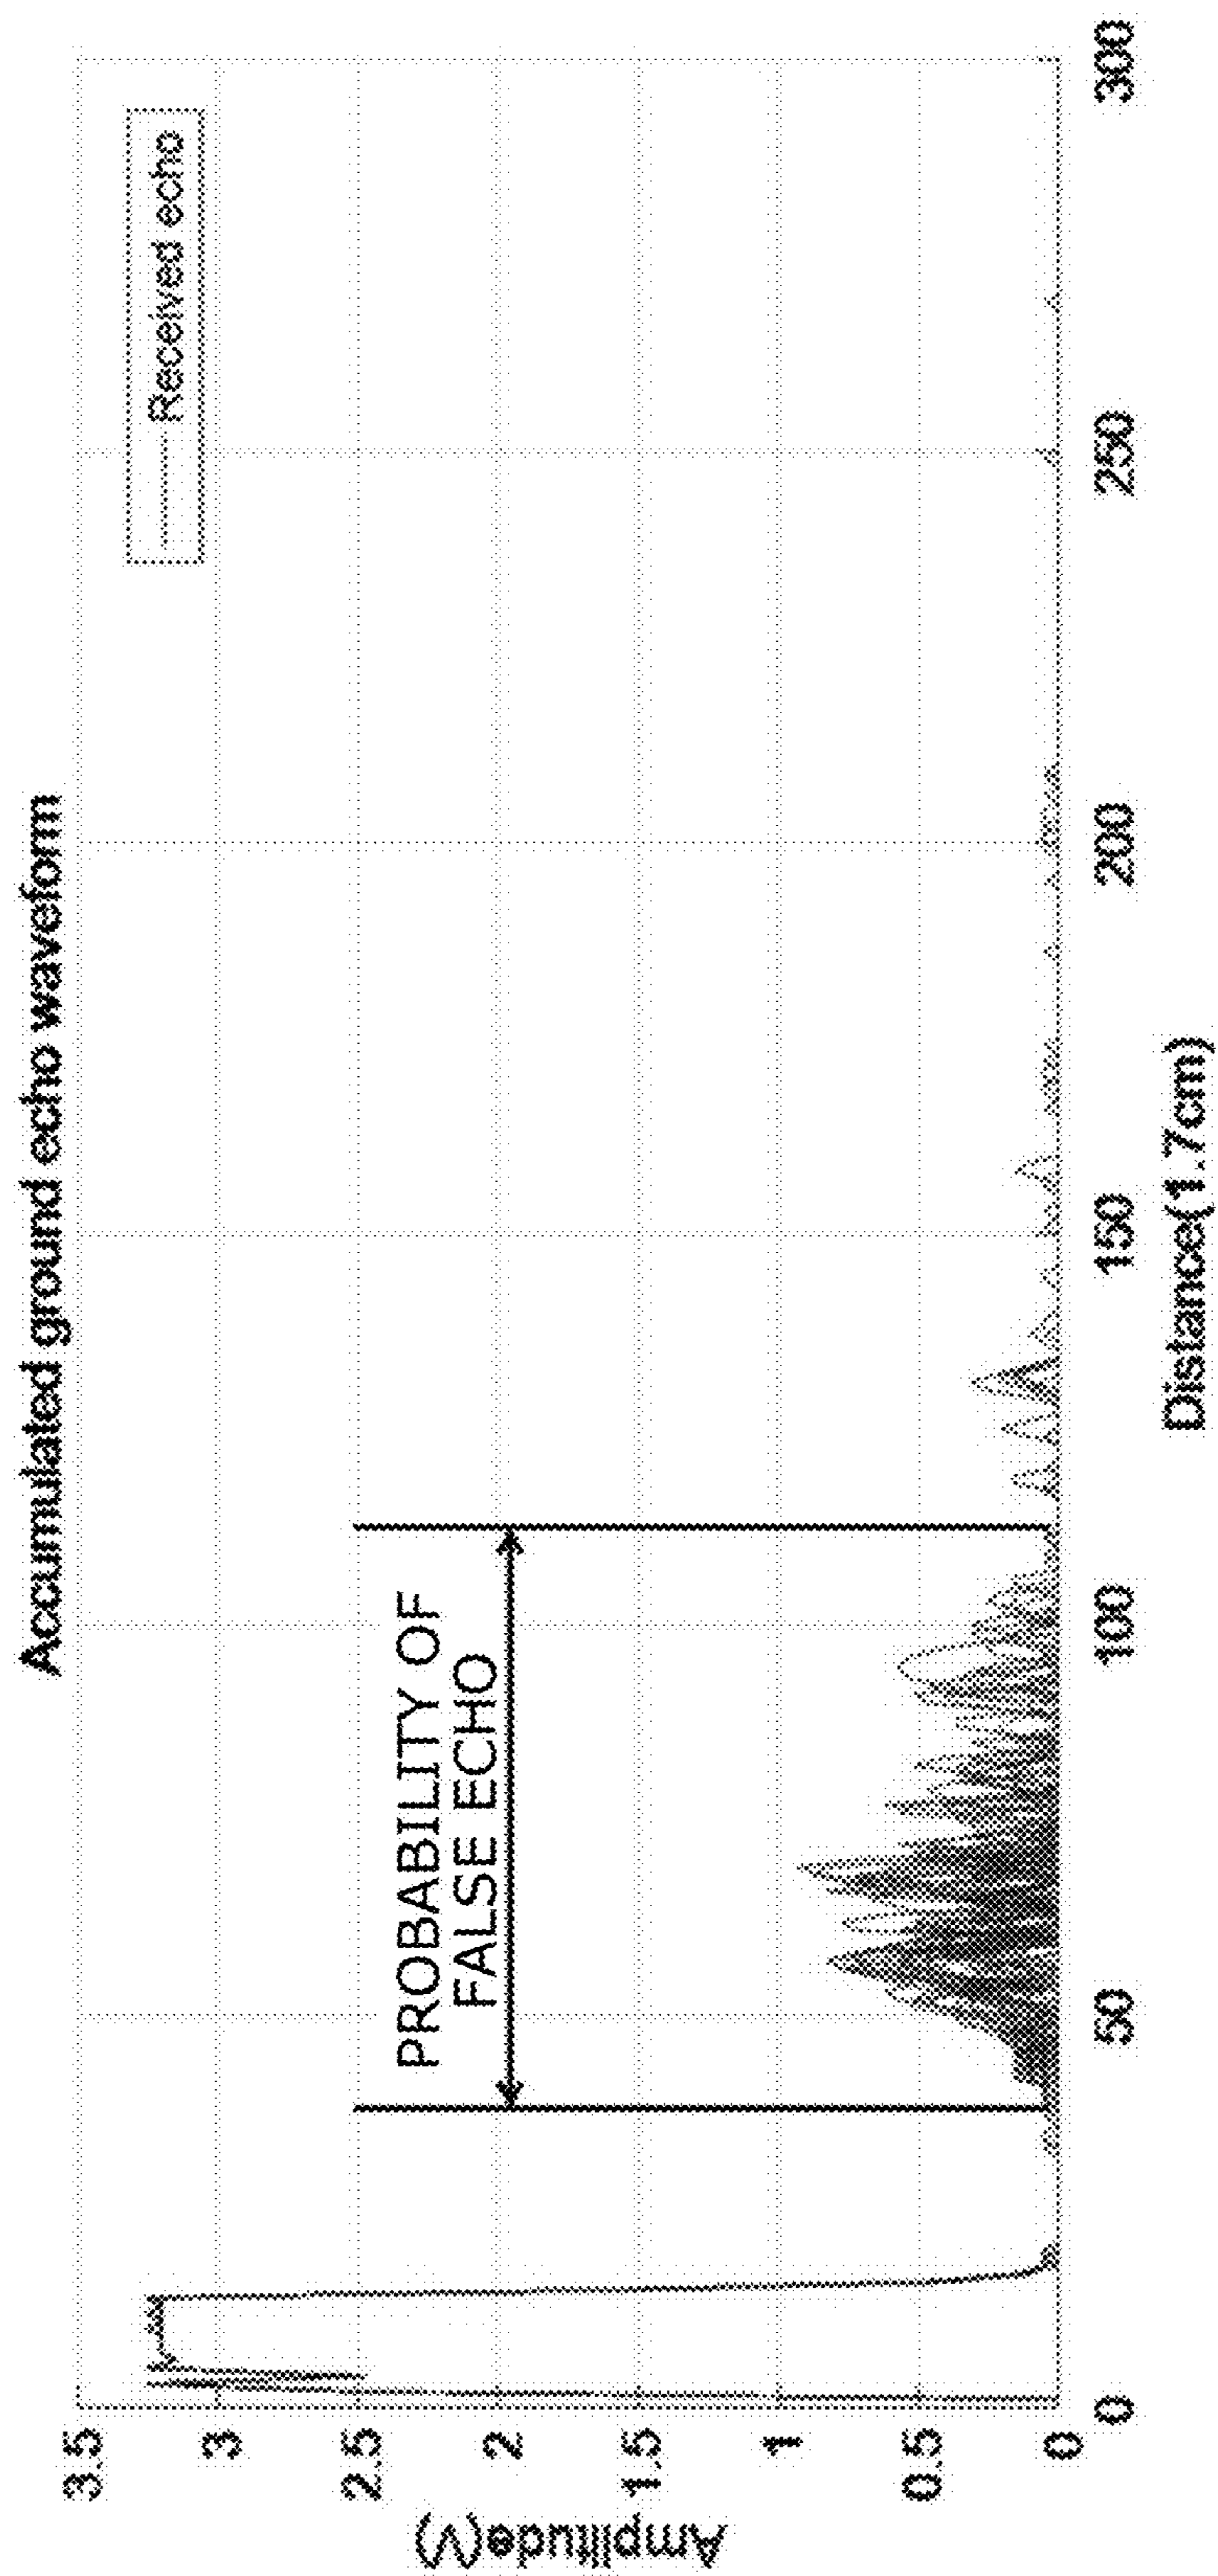 Accumulated ground echo waveform
Received echo
PROBABILITY OF
FALSE ECHO
Amplitude(V)
3.5
3
2.5
2
1.5
1
0.5
0
0
50
100
150
200
250
300
Distance(1.7cm)